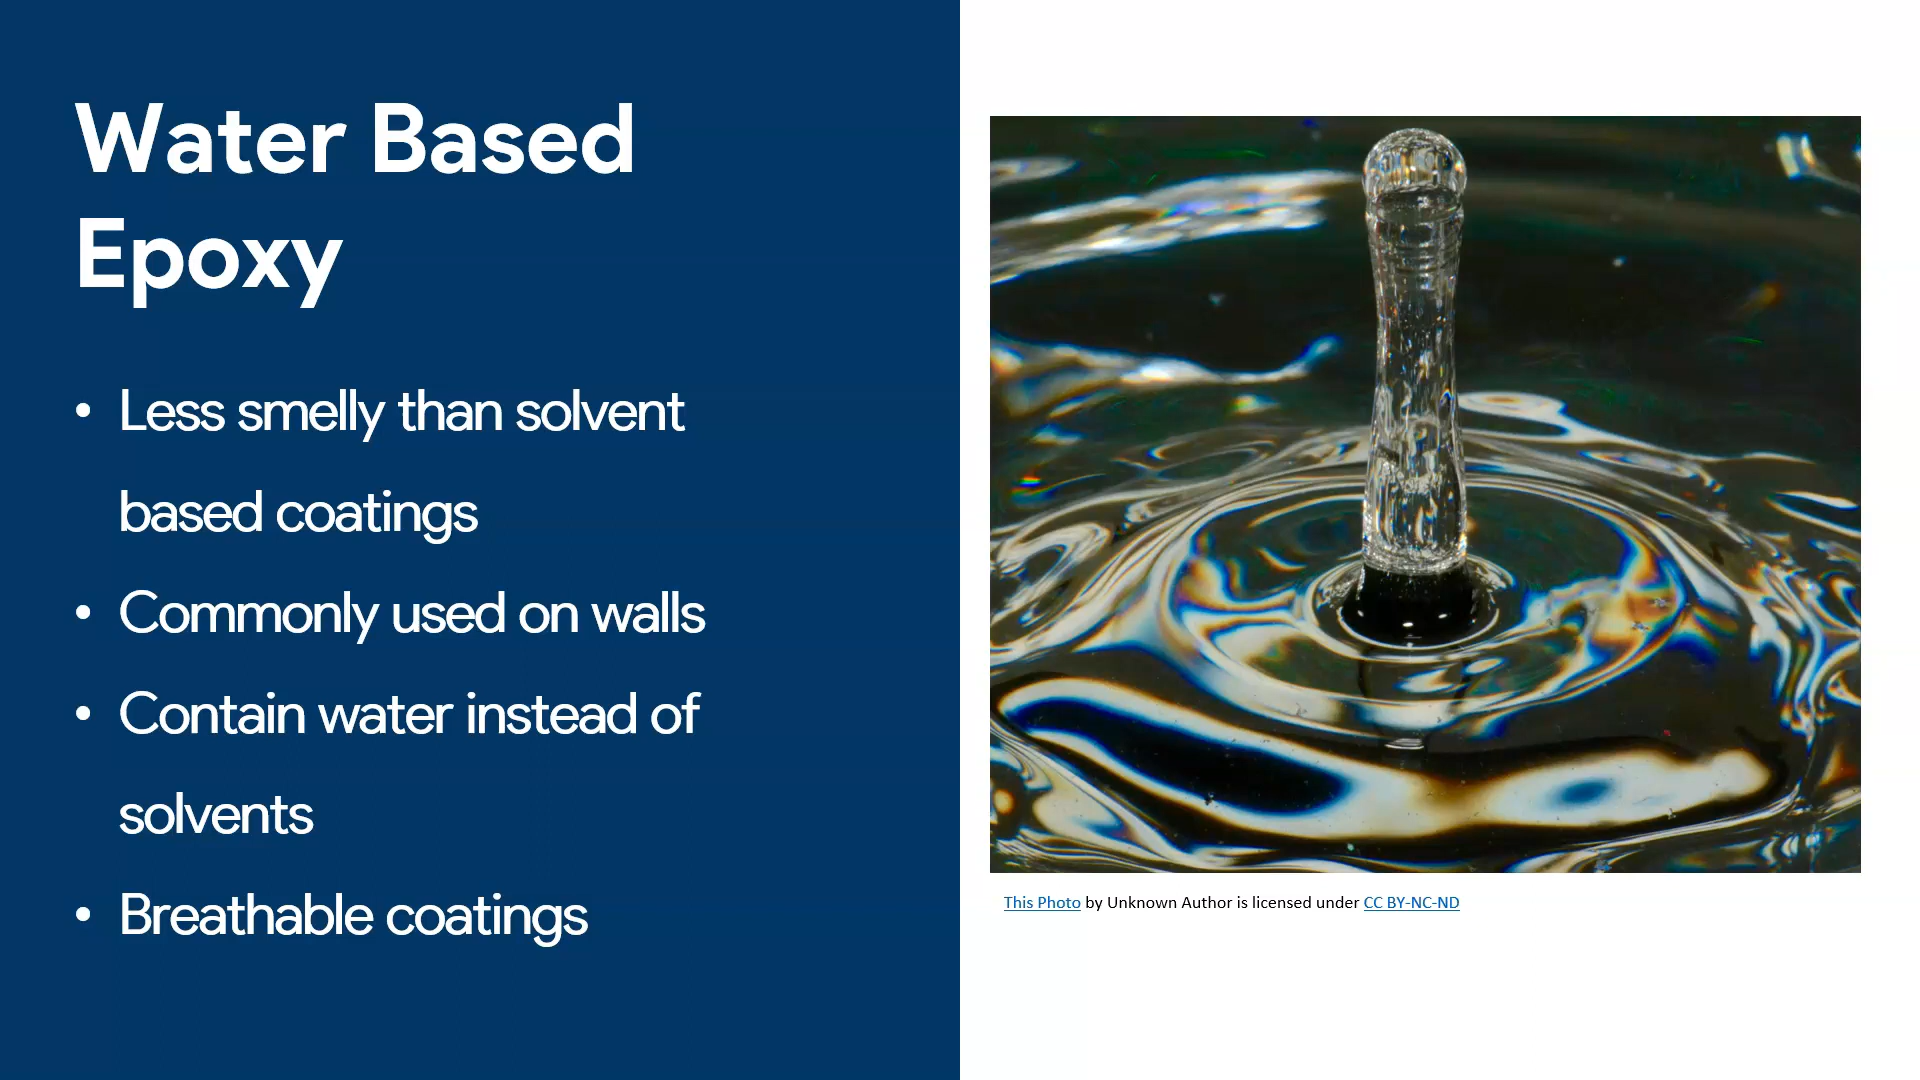 Water Based
Epoxy
• Less smelly than solvent
based coatings
• Commonly used on walls
• Contain water instead of
solvents
• Breathable coatings
This Photo by Unknown Author is licensed under CC BY-NC-ND